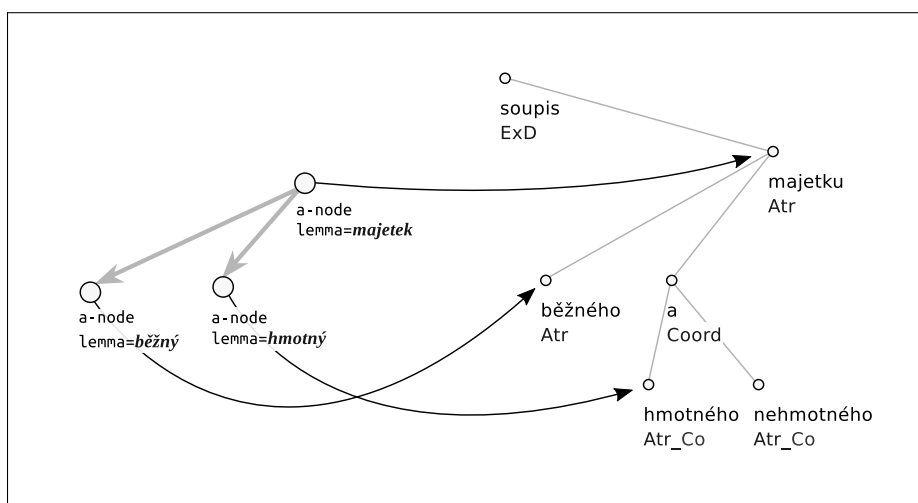 soupis
ExD
majetku
Atr
a-node
lemma=majetek
a-node
lemma=běžný
a-node
lemma=hmotný
běžného
Atr
a
Coord
hmotného
Atr_Co
nehmotného
Atr_Co